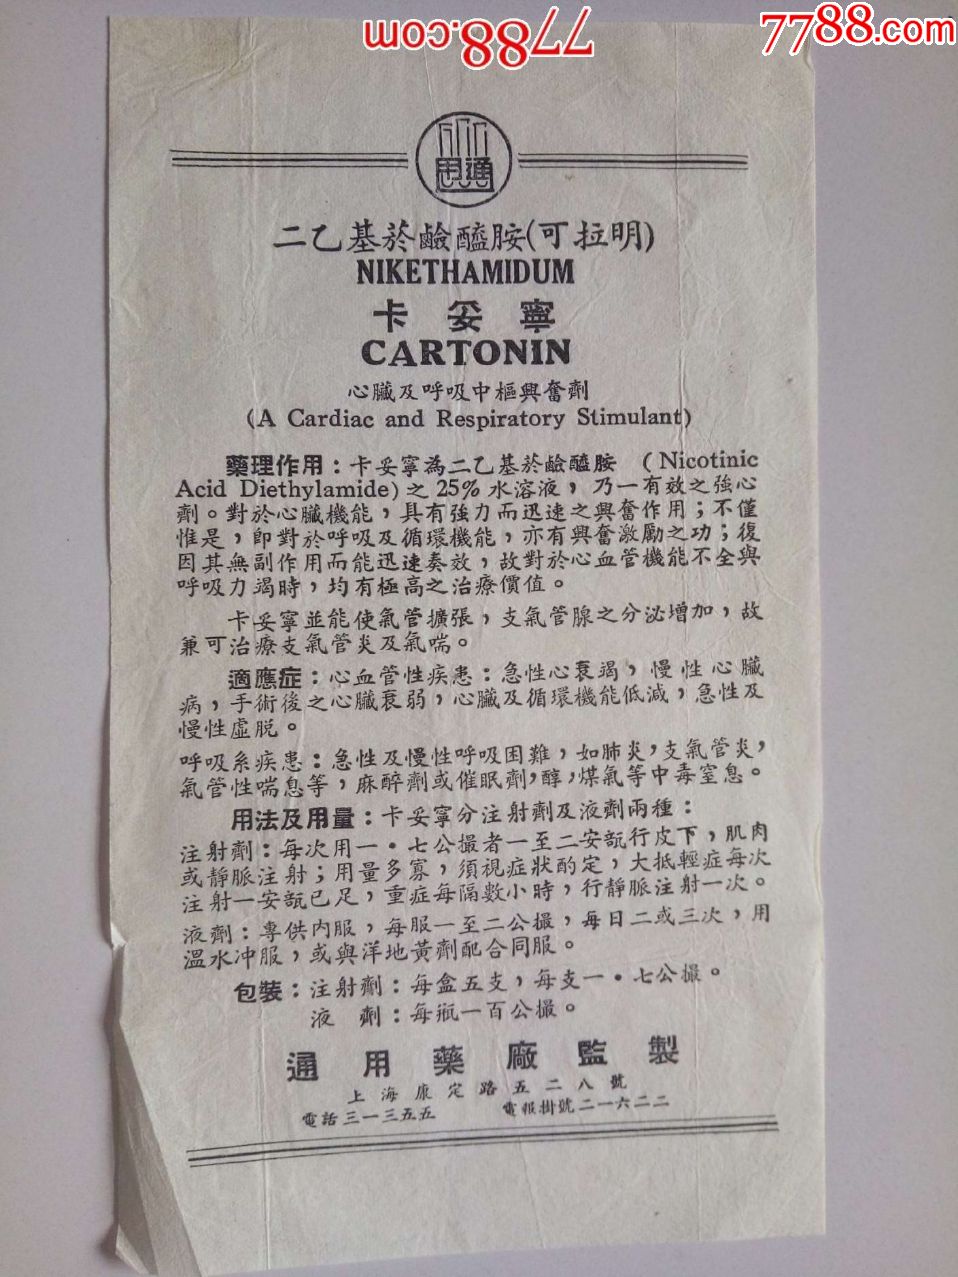 7788.com
7788.com
通用
二乙基菸鹼醯胺(可拉明)
NIKETHAMIDUM
卡妥寧
CARTONIN
心臟及呼吸中樞興奮劑
(A Cardiac and Respiratory Stimulant)
藥理作用：卡妥寧為二乙基菸鹼醯胺 (Nicotinic
Acid Diethylamide)之25%水溶液，乃一有效之強心
劑。對於心臟機能，具有強力而迅速之興奮作用；不僅
惟是，即對於呼吸及循環機能，亦有興奮激勵之功；復
因其無副作用而能迅速奏效，故對於心血管機能不全與
呼吸力竭時，均有極高之治療價值。
卡妥寧並能使氣管擴張，支氣管腺之分泌增加，故
兼可治療支氣管炎及氣喘。
適應症：心血管性疾患：急性心衰竭，慢性心臟
病，手術後之心臟衰弱，心臟及循環機能低減，急性及
慢性虛脫。
呼吸系疾患：急性及慢性呼吸困難，如肺炎，支氣管炎，
氣管性喘息等，麻醉劑或催眠劑，醇，煤氣等中毒窒息。
用法及用量：卡妥寧分注射劑及液劑兩種：
注射劑：每次用一·七公撮者一至二安瓿行皮下，肌肉
或靜脈注射；用量多寡，須視症狀酌定，大抵輕症每次
注射一安瓿已足，重症每隔數小時，行靜脈注射一次。
液劑：專供内服，每服一至二公撮，每日二或三次，用
溫水冲服，或與洋地黃劑配合同服。
包裝：注射劑：每盒五支，每支一·七公撮。
液 劑：每瓶一百公撮。
通用藥廠監製
上海康定路五二八號
電話三一三五五 電報掛號二一六二二